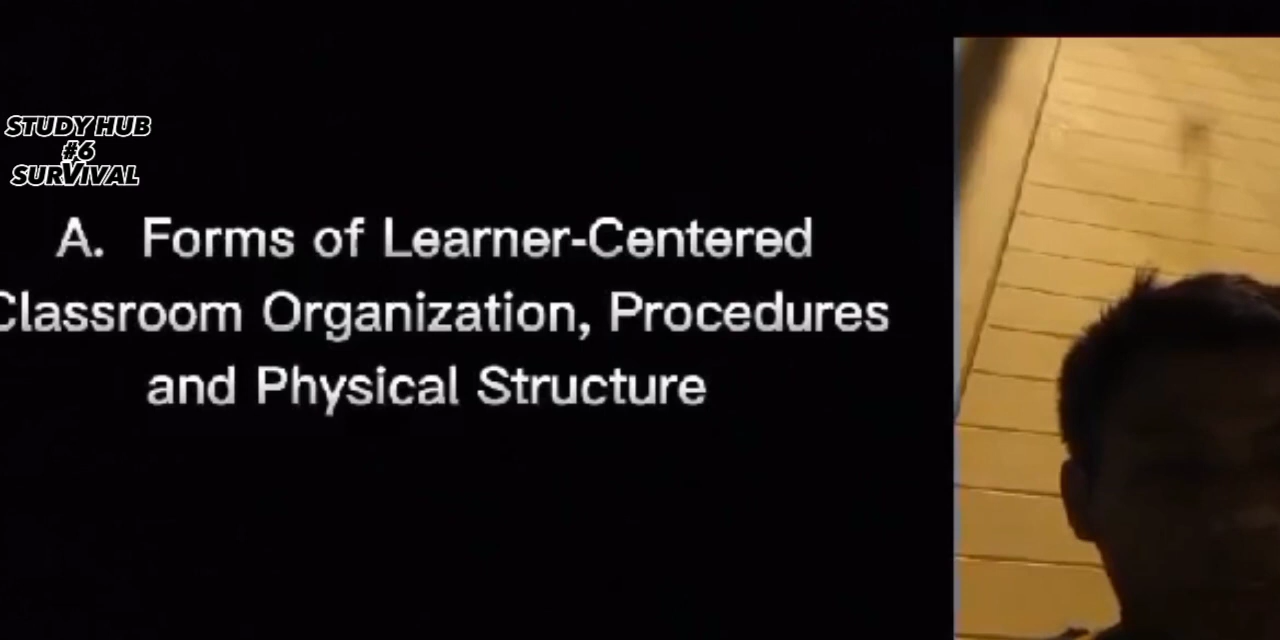 STUDY HUB
#6
SURVIVAL
A. Forms of Learner-Centered
Classroom Organization, Procedures
and Physical Structure